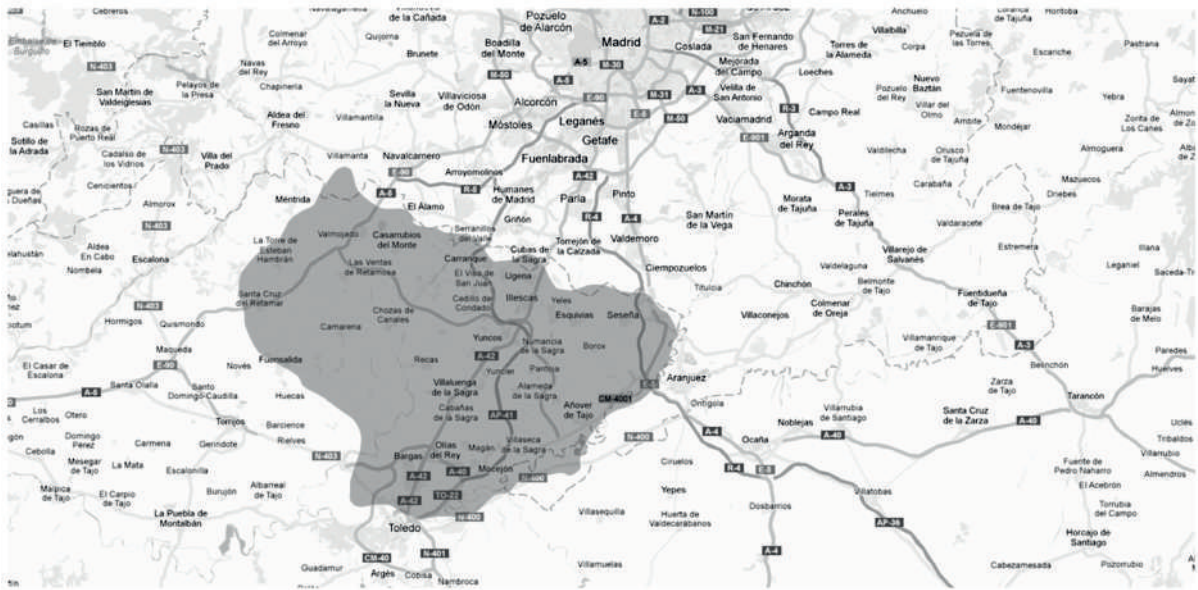 Cebreros
Villanueva
de la Cañada
Pozuelo
de Alarcón
A-2
N-100
M-21
Anchuelo
Loranca
de Tajuña
Hontoba
El Tiemblo
Colmenar
del Arroyo
Quijorna
Brunete
Boadilla
del Monte
Madrid
Coslada
San Fernando
de Henares
Villalbilla
Corpa
Pezuela de
las Torres
Escariche
Pastrana
N-403
Navas
del Rey
A-5
M-30
Mejorada
del Campo
Torres de
la Alameda
Loeches
San Martín de
Valdeiglesias
Pelayos de
la Presa
Chapinería
Sevilla
la Nueva
Villaviciosa
de Odón
M-50
A-5
Alcorcón
M-31
A-3
Velilla de
San Antonio
R-3
Pozuelo
del Rey
Nuevo
Baztán
Fuentenovilla
Yebra
Casillas
Rozas de
Puerto Real
Aldea del
Fresno
Villamantilla
Móstoles
Leganés
M-50
Vaciamadrid
Campo Real
Villar del
Olmo
Ambite
Mondéjar
Zorita de
Los Canes
Sotillo de
la Adrada
Cadalso de
los Vidrios
N-403
Villa del
Prado
Villamanta
Navalcarnero
Getafe
Fuenlabrada
E-901
Arganda
del Rey
Valdilecha
Orusco
de Tajuña
Almoguera
Cenicientos
Arroyomolinos
R-5
Humanes
de Madrid
A-42
Parla
Pinto
A-3
Tielmes
Carabaña
Mazuecos
Driebes
Almorox
Méntrida
A-5
El Álamo
Griñón
R-4
A-4
San Martín
de la Vega
Morata
de Tajuña
Perales
de Tajuña
Brea de Tajo
N-403
Valmojado
Casarrubios
del Monte
Serranillos
del Valle
Cubas de
la Sagra
Torrejón de
la Calzada
Valdemoro
Valdaracete
Aldea
En Cabo
Escalona
La Torre de
Esteban
Hambrán
Las Ventas
de Retamosa
Carranque
Villarejo de
Salvanés
Estremera
Illana
Nombela
El Viso de
San Juan
Ugena
Ciempozuelos
Titulcia
Valdelaguna
Belmonte
de Tajo
Leganiel
Santa Cruz
del Retamar
Cedillo del
Condado
Illescas
Yeles
Chinchón
Fuentidueña
de Tajo
N-403
Chozas de
Canales
Esquivias
Seseña
Villaconejos
Colmenar
de Oreja
Barajas
de Melo
Hormigos
Quismondo
Camarena
Yuncos
Numancia
de la Sagra
Borox
Villamanrique
de Tajo
E-901
A-3
Maqueda
E-90
Novés
Fuensalida
Recas
A-42
Yuncler
Pantoja
Belinchón
Paredes
Huelves
El Casar de
Escalona
A-5
Santa Olalla
Santo
Domingo-Caudilla
Huecas
Villaluenga
de la Sagra
Alameda
de la Sagra
CM-4001
E-5
Aranjuez
Ontígola
Zarza
de Tajo
Tarancón
Los
Cerralbos
Otero
Torrijos
Barcience
Cabañas
de la Sagra
AP-41
Añover
de Tajo
Noblejas
Villarrubia
de Santiago
Santa Cruz
de la Zarza
A-40
Uclés
Domingo
Pérez
Carmena
Gerindote
Rielves
N-403
Bargas
Olías
del Rey
Magán
Villaseca
de la Sagra
N-400
A-4
Ocaña
A-40
Tribaldos
Cebolla
Mesegar
de Tajo
La Mata
Escalonilla
A-42
A-40
Mocejón
N-400
Ciruelos
R-4
E-5
Fuente de
Pedro Naharro
Villarrubio
Almendros
Malpica
de Tajo
El Carpio
de Tajo
Burujón
Albarreal
de Tajo
A-42
TO-22
Yepes
Villatobas
El Acebrón
La Puebla de
Montalbán
Toledo
N-400
Villasequilla
Huerta de
Valdecarábanos
Dosbarrios
AP-36
Torrubia
del Campo
CM-40
N-401
A-4
Horcajo de
Santiago
Guadamur
Argés
Cobisa
Nambroca
Villamuelas
Cabezamesada
Pozorrubio